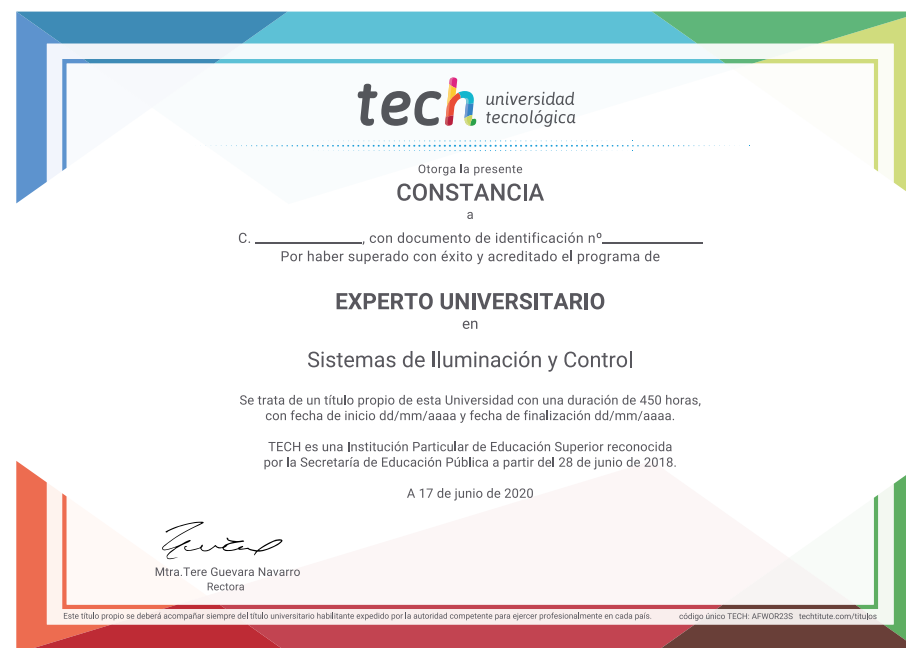 tech universidad
tecnológica
Otorga la presente
CONSTANCIA
a
C. ____________, con documento de identificación nº____________
Por haber superado con éxito y acreditado el programa de
EXPERTO UNIVERSITARIO
en
Sistemas de Iluminación y Control
Se trata de un título propio de esta Universidad con una duración de 450 horas,
con fecha de inicio dd/mm/aaaa y fecha de finalización dd/mm/aaaa.
TECH es una Institución Particular de Educación Superior reconocida
por la Secretaría de Educación Pública a partir del 28 de junio de 2018.
A 17 de junio de 2020
Mtra.Tere Guevara Navarro
Rectora
Este título propio se deberá acompañar siempre del título universitario habilitante expedido por la autoridad competente para ejercer profesionalmente en cada país. código único TECH: AFWOR23S techtitute.com/titulos